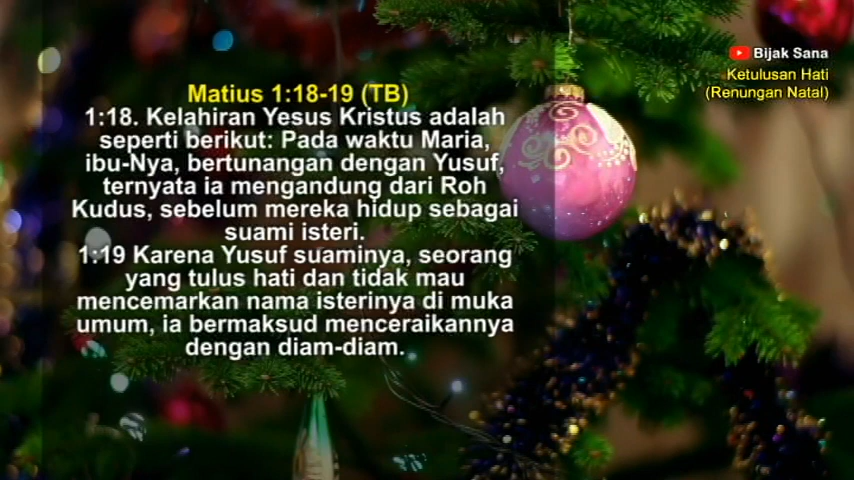 Bijak Sana
Ketulusan Hati
(Renungan Natal)
Matius 1:18-19 (TB)
1:18. Kelahiran Yesus Kristus adalah
seperti berikut: Pada waktu Maria,
ibu-Nya, bertunangan dengan Yusuf,
ternyata ia mengandung dari Roh
Kudus, sebelum mereka hidup sebagai
suami isteri.
1:19 Karena Yusuf suaminya, seorang
yang tulus hati dan tidak mau
mencemarkan nama isterinya di muka
umum, ia bermaksud menceraikannya
dengan diam-diam.